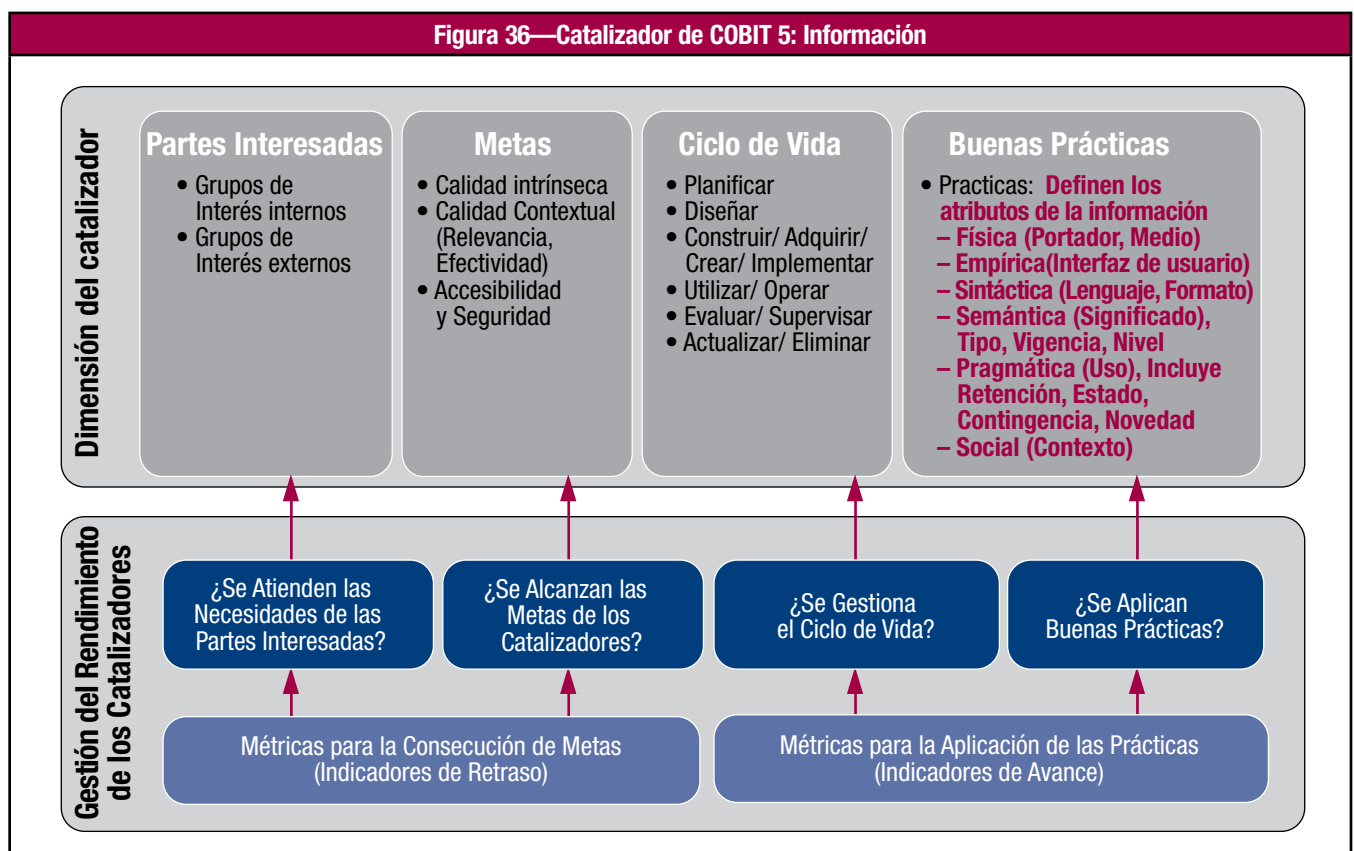 Figura 36—Catalizador de COBIT 5: Información
Dimensión del catalizador
Partes Interesadas
• Grupos de
Interés internos
• Grupos de
Interés externos
Metas
• Calidad intrínseca
• Calidad Contextual
(Relevancia,
Efectividad)
• Accesibilidad
y Seguridad
Ciclo de Vida
• Planificar
• Diseñar
• Construir/ Adquirir/
Crear/ Implementar
• Utilizar/ Operar
• Evaluar/ Supervisar
• Actualizar/ Eliminar
Buenas Prácticas
• Practicas: Definen los
atributos de la información
– Física (Portador, Medio)
– Empírica(Interfaz de usuario)
– Sintáctica (Lenguaje, Formato)
– Semántica (Significado),
Tipo, Vigencia, Nivel
– Pragmática (Uso), Incluye
Retención, Estado,
Contingencia, Novedad
– Social (Contexto)
Gestión del Rendimiento
de los Catalizadores
¿Se Atienden las
Necesidades de las
Partes Interesadas?
¿Se Alcanzan las
Metas de los
Catalizadores?
¿Se Gestiona
el Ciclo de Vida?
¿Se Aplican
Buenas Prácticas?
Métricas para la Consecución de Metas
(Indicadores de Retraso)
Métricas para la Aplicación de las Prácticas
(Indicadores de Avance)